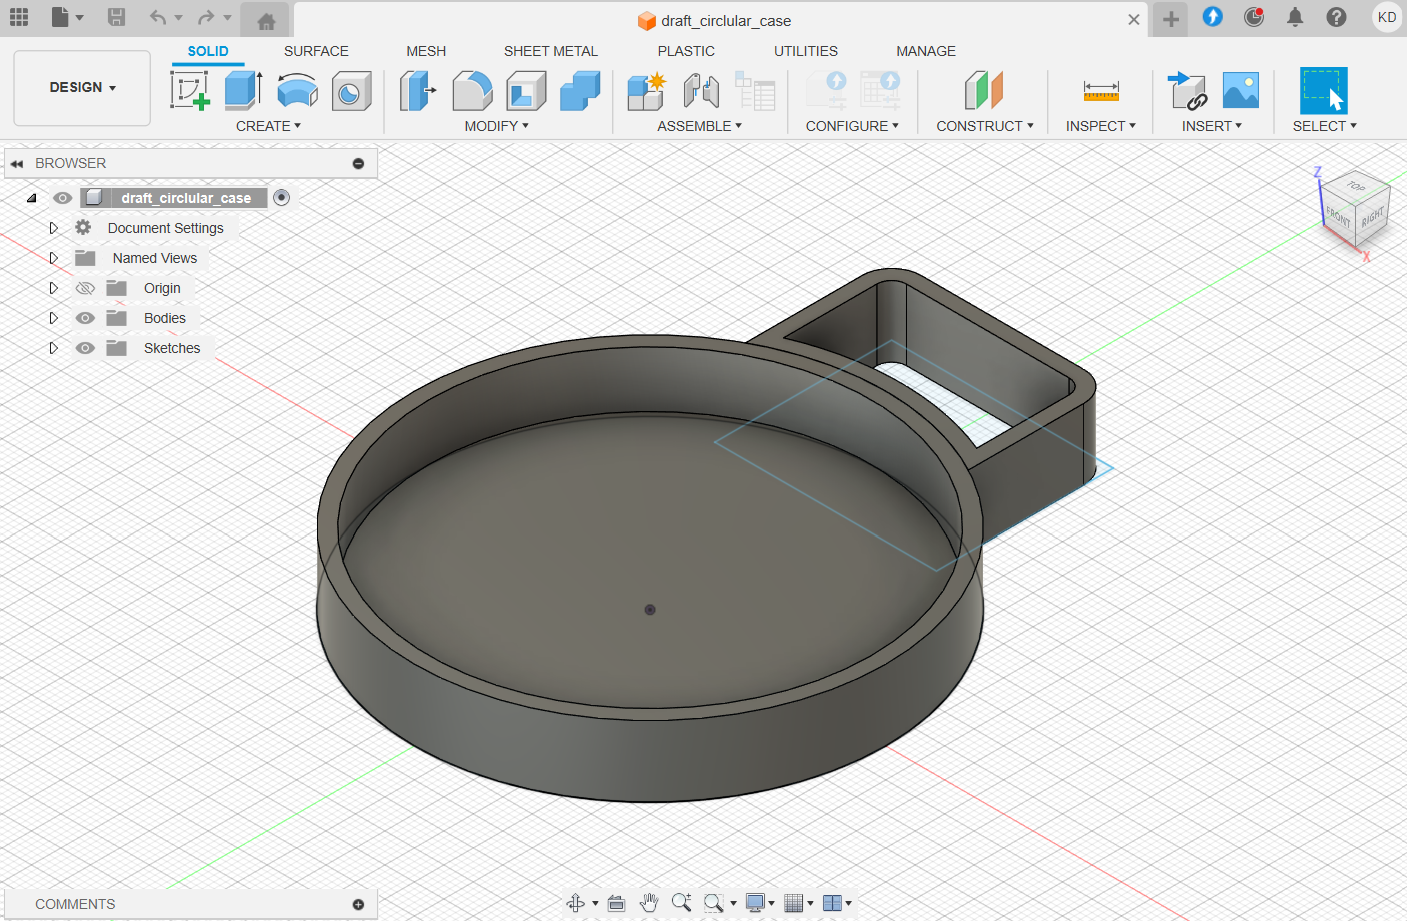 draft_circlular_case
KD
DESIGN
SOLID
SURFACE
MESH
SHEET METAL
PLASTIC
UTILITIES
MANAGE
CREATE
MODIFY
ASSEMBLE
CONFIGURE
CONSTRUCT
INSPECT
INSERT
SELECT
BROWSER
draft_circlular_case
Document Settings
Named Views
Origin
Bodies
Sketches
Z
TOP
FRONT
RIGHT
X
COMMENTS